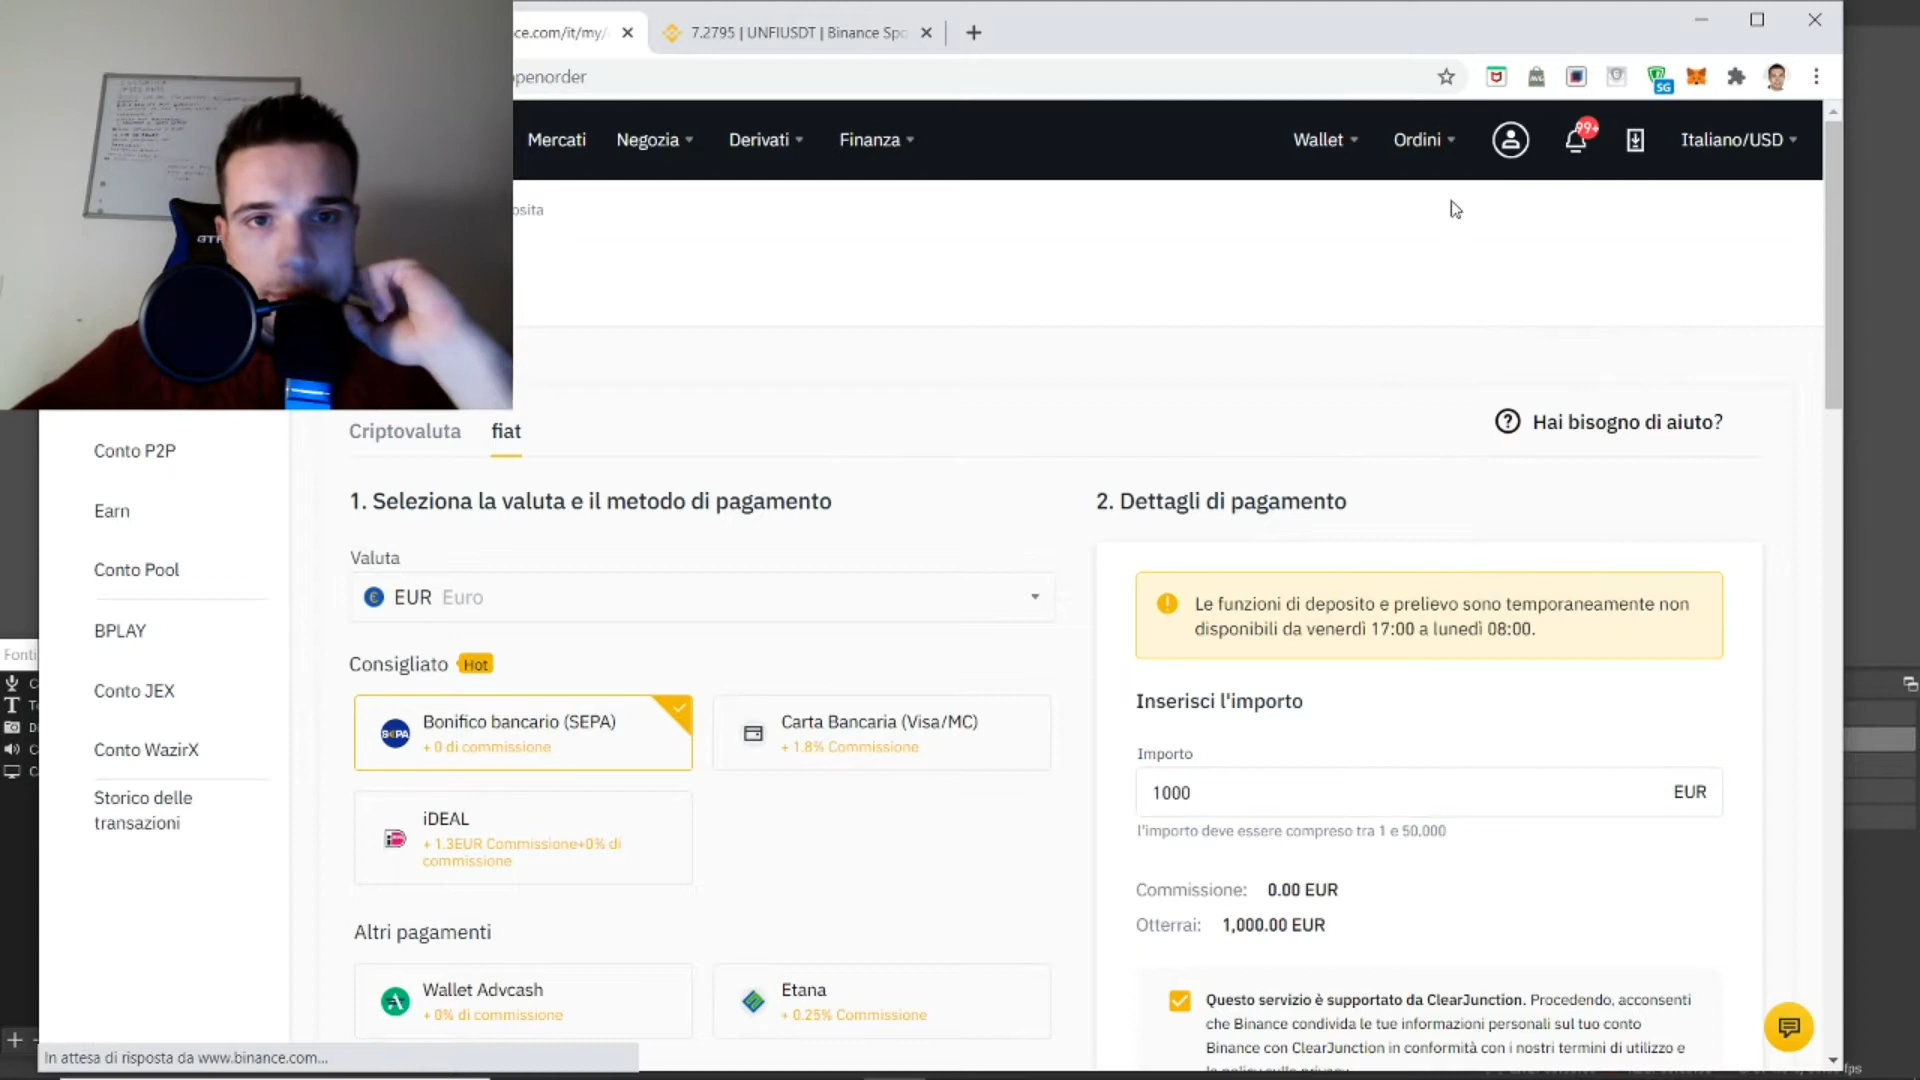 ce.com/it/my/
7.2795 | UNFIUSDT | Binance Spo
openorder
SG
Mercati
Negozia
Derivati
Finanza
Wallet
Ordini
99+
Italiano/USD
osita
GTR
Criptovaluta
fiat
Hai bisogno di aiuto?
Conto P2P
Earn
Conto Pool
BPLAY
Conto JEX
Conto WazirX
Storico delle
transazioni
1. Seleziona la valuta e il metodo di pagamento
Valuta
EUR Euro
Consigliato Hot
SEPA
Bonifico bancario (SEPA)
+ 0 di commissione
Carta Bancaria (Visa/MC)
+ 1.8% Commissione
iDEAL
+ 1.3EUR Commissione+0% di
commissione
Altri pagamenti
Wallet Advcash
+ 0% di commissione
Etana
+ 0.25% Commissione
2. Dettagli di pagamento
Le funzioni di deposito e prelievo sono temporaneamente non
disponibili da venerdì 17:00 a lunedì 08:00.
Inserisci l'importo
Importo
1000
EUR
l'importo deve essere compreso tra 1 e 50,000
Commissione: 0.00 EUR
Otterrai: 1,000.00 EUR
Questo servizio è supportato da ClearJunction. Procedendo, acconsenti
che Binance condivida le tue informazioni personali sul tuo conto
Binance con ClearJunction in conformità con i nostri termini di utilizzo e
Fonti
In attesa di risposta da www.binance.com...
fps